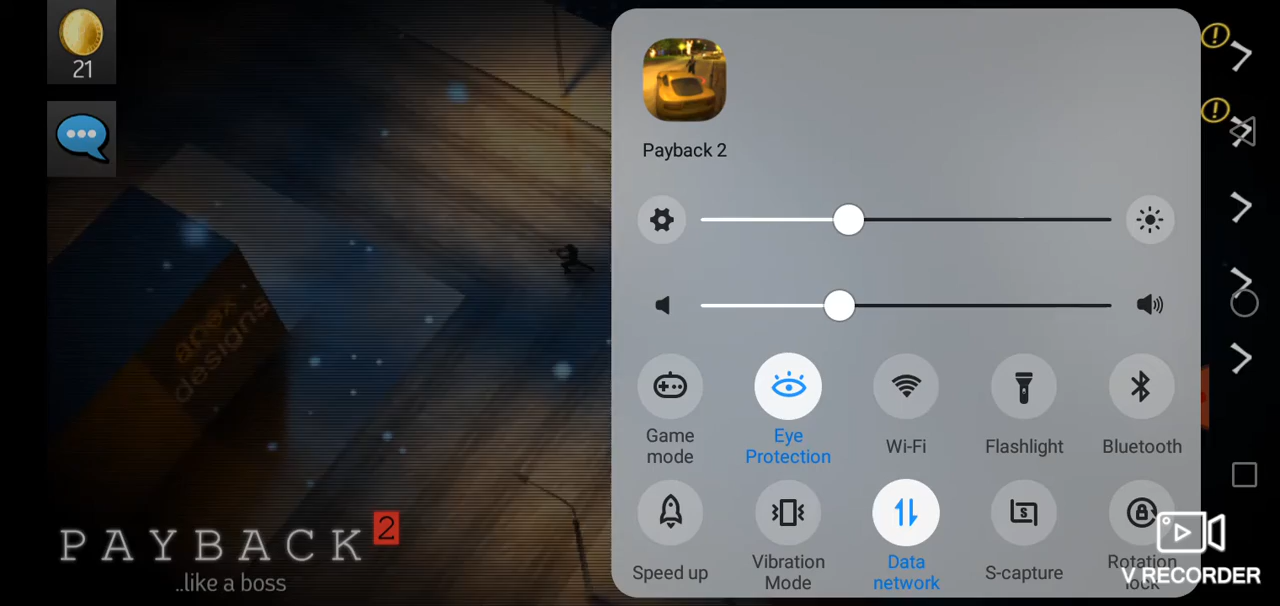 21
apex
designs
PAYBACK 2
..like a boss
Payback 2
Game
mode
Eye
Protection
Wi-Fi
Flashlight
Bluetooth
Speed up
Vibration
Mode
Data
network
S-capture
Rotation
lock
V RECORDER